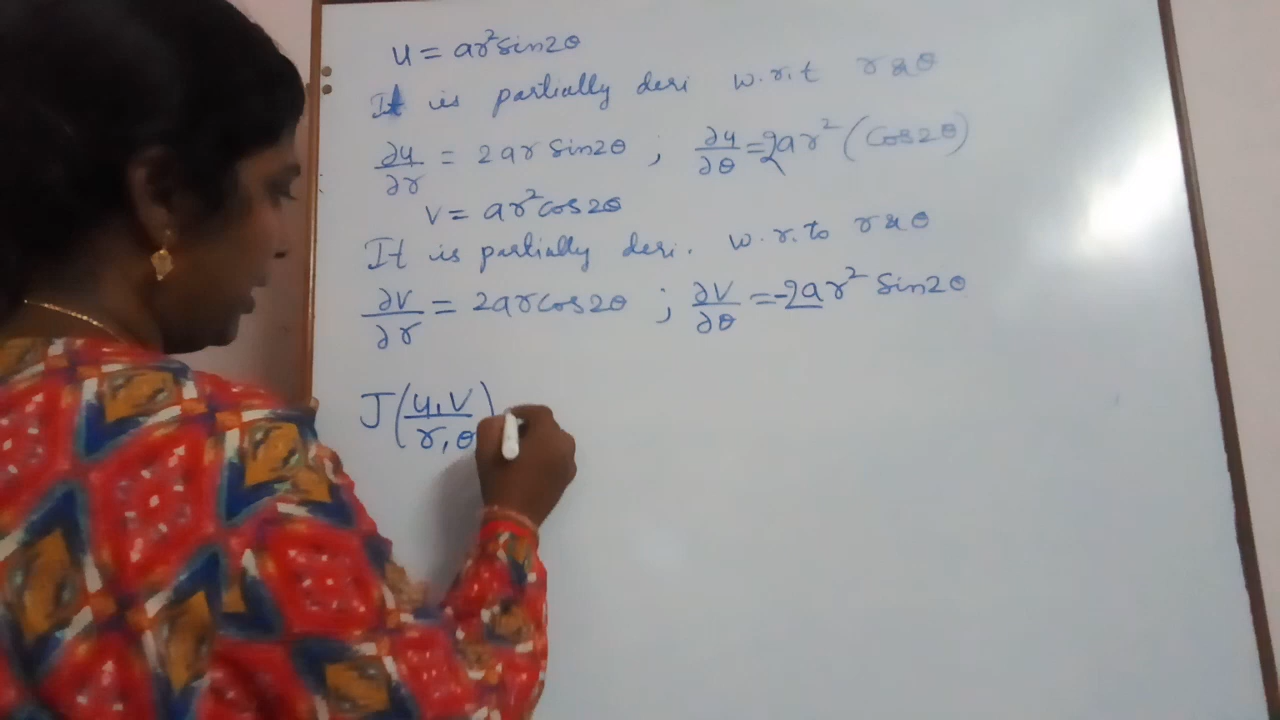 u = ar²sin2θ
It is partially deri w.r.t r & θ
∂u/∂r = 2ar sin2θ ; ∂u/∂θ = 2ar² (cos2θ)
v = ar²cos2θ
It is partially deri. w.r.to r & θ
∂v/∂r = 2ar cos2θ ; ∂v/∂θ = -2ar² sin2θ
J(u,v/r,θ)